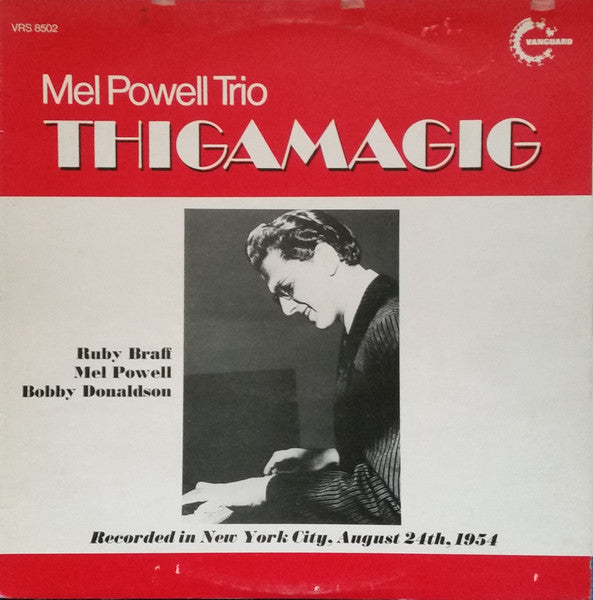 VRS 8502
VANGUARD
Mel Powell Trio
THIGAMAGIG
Ruby Braff
Mel Powell
Bobby Donaldson
Recorded in New York City, August 24th, 1954